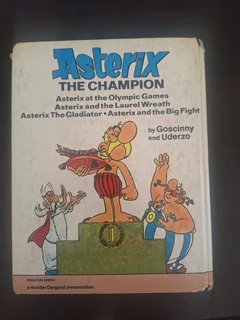 Asterix
THE CHAMPION
Asterix at the Olympic Games
Asterix and the Laurel Wreath
Asterix The Gladiator • Asterix and the Big Fight
by Goscinny
and Uderzo
a Hodder Dargaud presentation